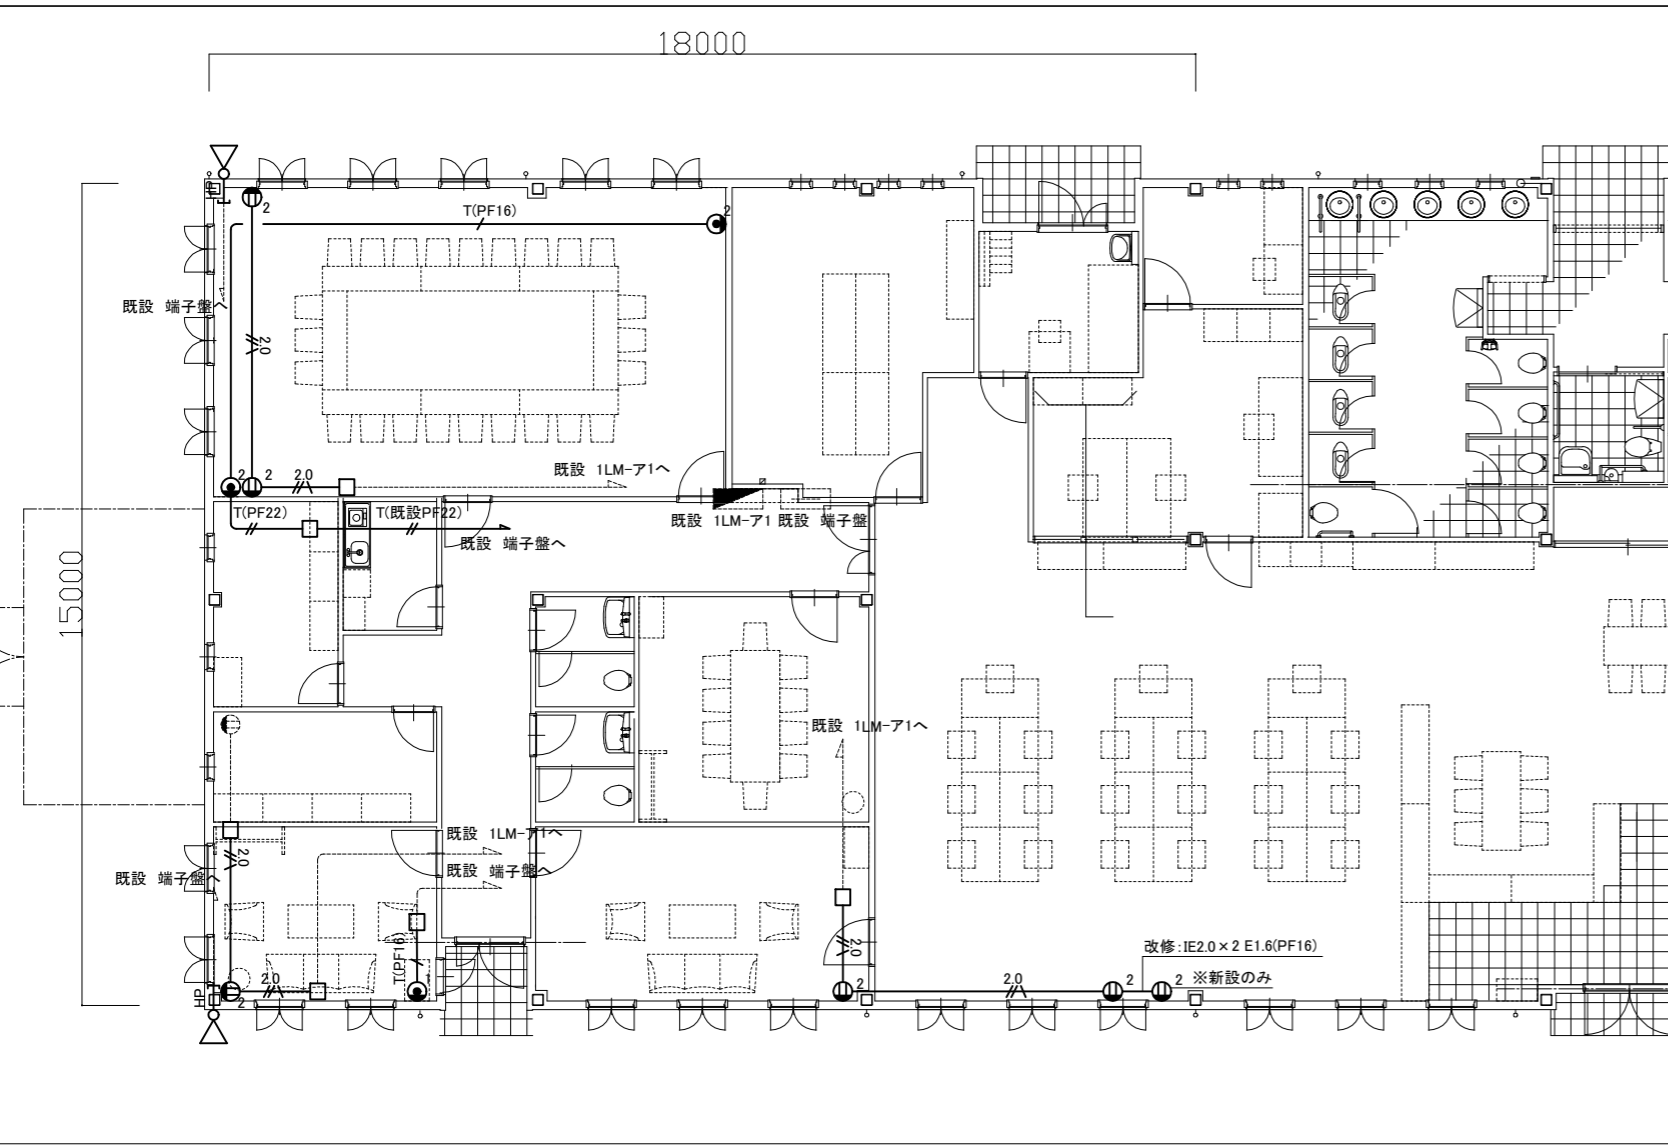 18000
2
T(PF16)
2
既設 端子盤へ
2.0
既設 1LM-ア1へ
2
2
2.0
T(PF22)
T(既設PF22)
既設 1LM-ア1
既設 端子盤
既設 端子盤へ
15000
既設 1LM-ア1へ
既設 1LM-ア1へ
2.0
既設 端子盤へ
既設 端子盤へ
T(PF16)
2.0
改修:IE2.0×2 E1.6(PF16)
2.0
2.0
2
2
2
2 ※新設のみ
1
HP